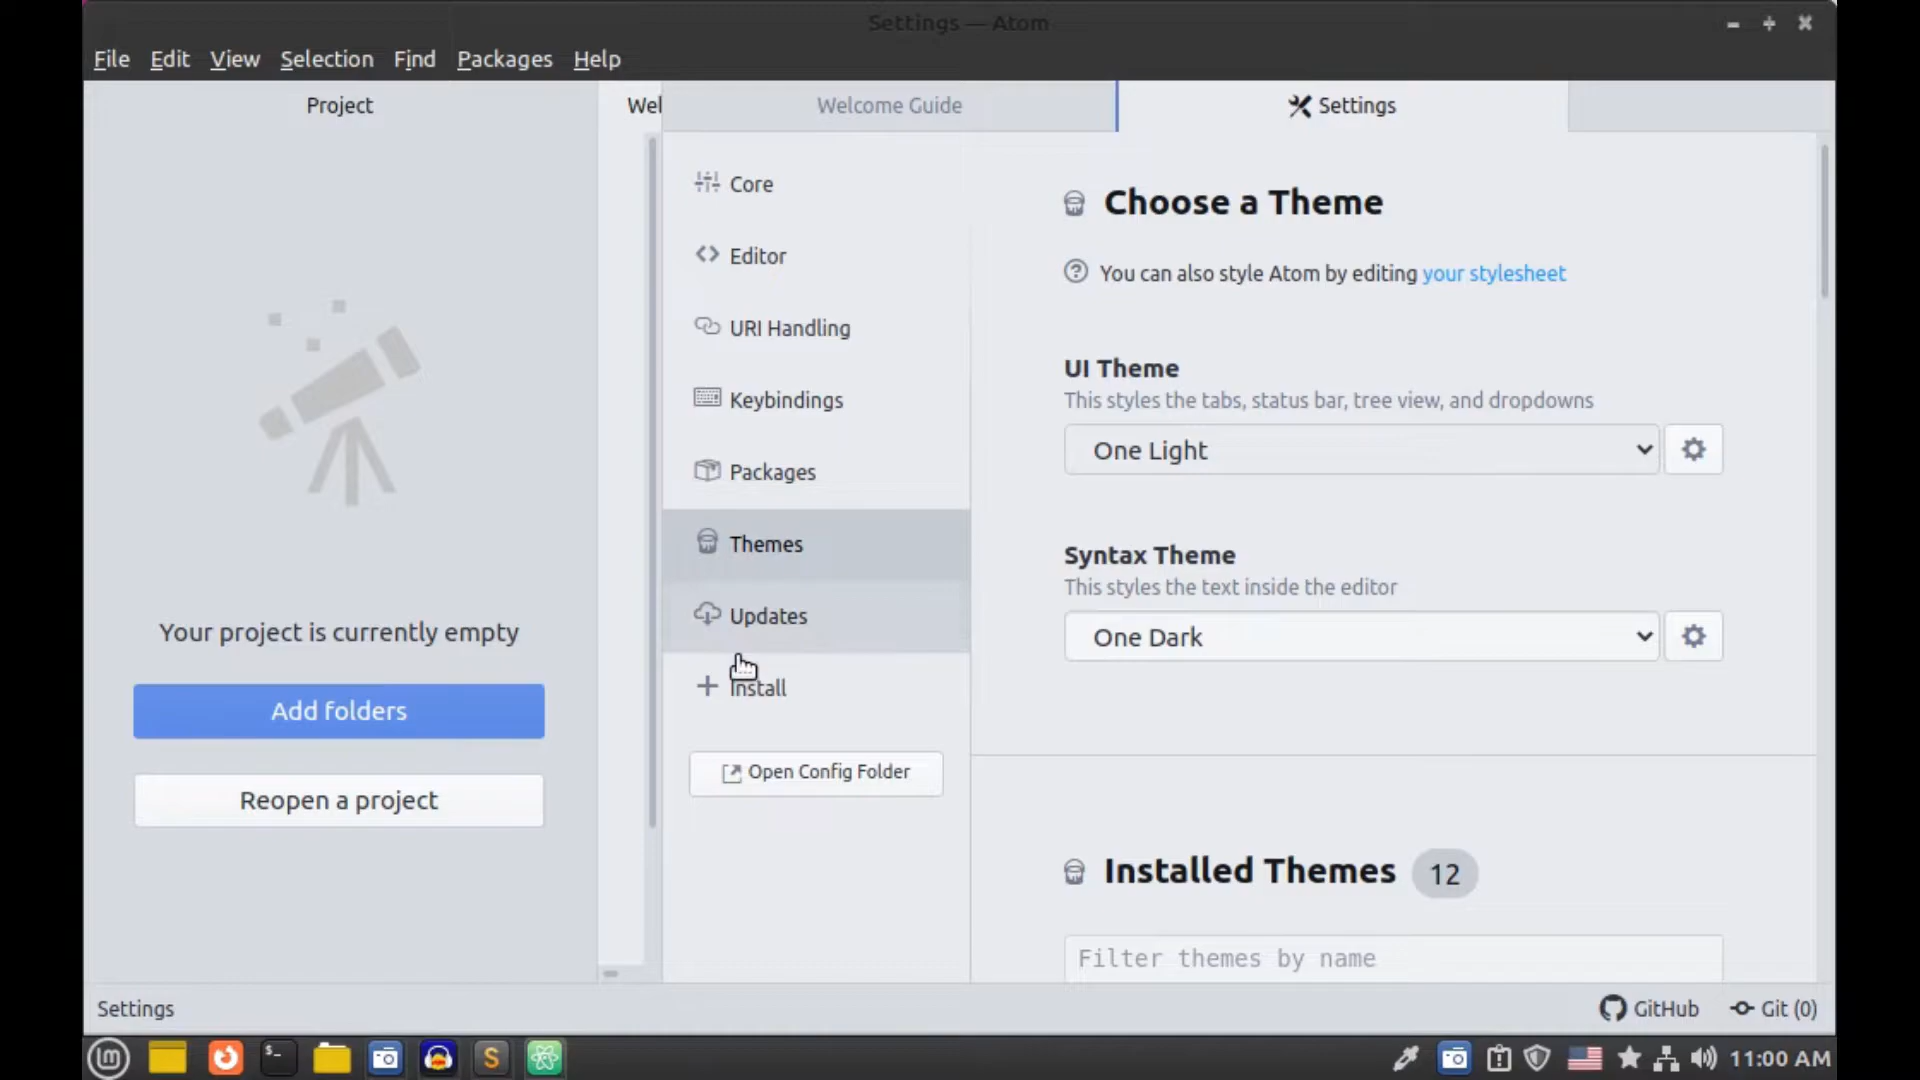 Settings — Atom
File Edit View Selection Find Packages Help
Project
Wel
Welcome Guide
Settings
Core
Editor
URI Handling
Keybindings
Packages
Themes
Updates
Install
Open Config Folder
Your project is currently empty
Add folders
Reopen a project
Choose a Theme
You can also style Atom by editing your stylesheet
UI Theme
This styles the tabs, status bar, tree view, and dropdowns
One Light
Syntax Theme
This styles the text inside the editor
One Dark
Installed Themes 12
Filter themes by name
Settings
GitHub
Git (0)
11:00 AM